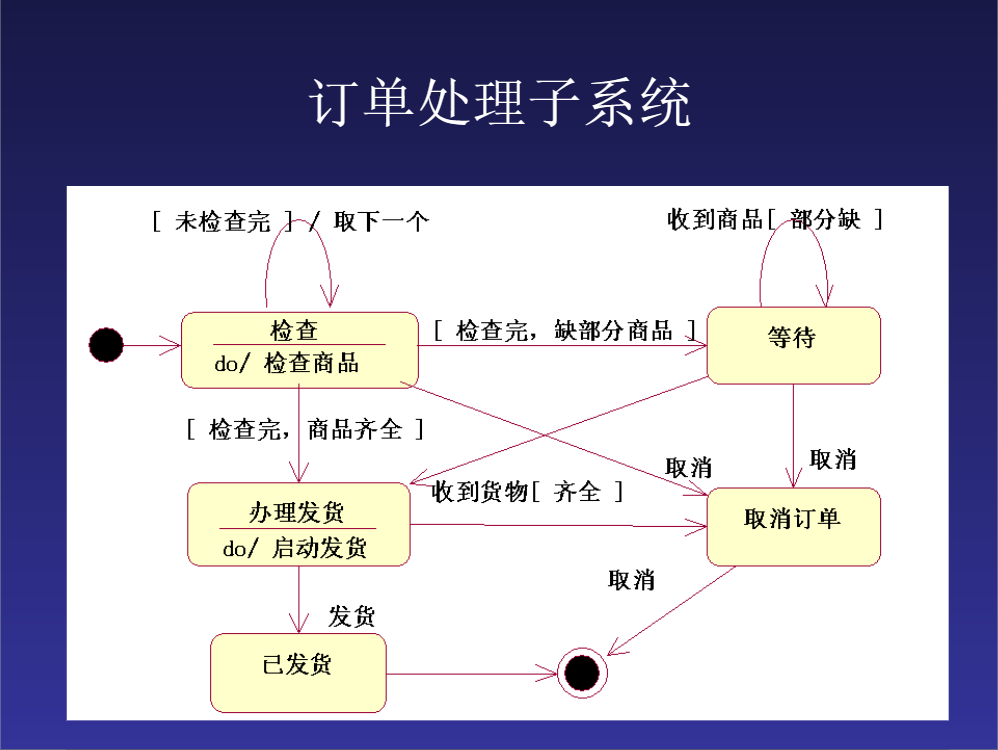 订单处理子系统
[ 未检查完 ] / 取下一个
收到商品[ 部分缺 ]
检查
do/ 检查商品
[ 检查完, 缺部分商品 ]
等待
[ 检查完, 商品齐全 ]
取消
取消
收到货物[ 齐全 ]
办理发货
do/ 启动发货
取消订单
取消
发货
已发货